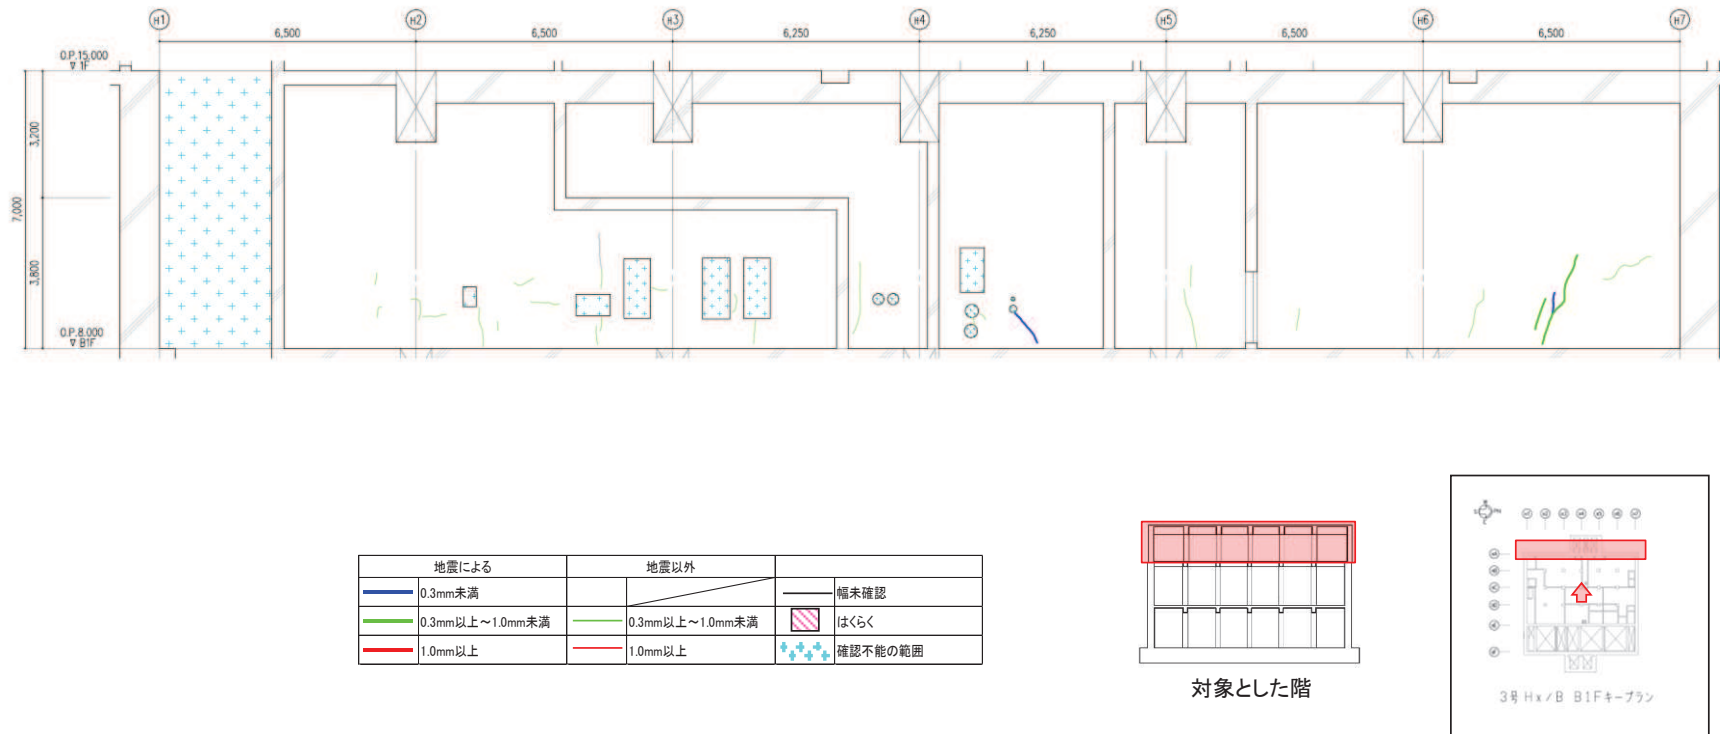 H1 H2 H3 H4 H5 H6 H7
6,500 6,500 6,250 6,250 6,500 6,500
O.P.15,000
▽ 1F
3,200
7,000
3,800
O.P.8,000
▽ B1F
地震による 地震以外
0.3mm未満 幅未確認
0.3mm以上~1.0mm未満 0.3mm以上~1.0mm未満 はくらく
1.0mm以上 1.0mm以上 確認不能の範囲
対象とした階
3号 Hx/B B1Fキープラン